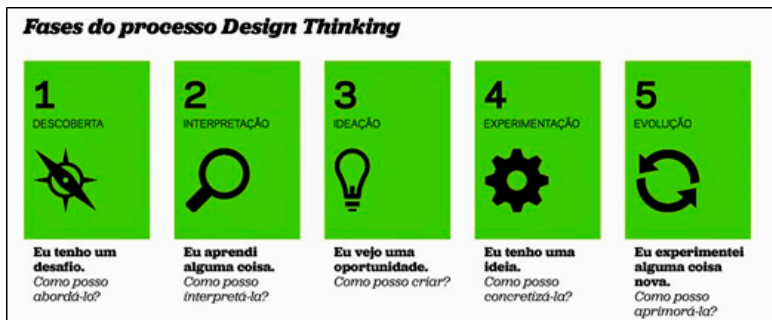 Fases do processo Design Thinking
1
DESCOBERTA
Eu tenho um
desafio.
Como posso
abordá-lo?
2
INTERPRETAÇÃO
Eu aprendi
alguma coisa.
Como posso
interpretá-la?
3
IDEAÇÃO
Eu vejo uma
oportunidade.
Como posso criar?
4
EXPERIMENTAÇÃO
Eu tenho uma
ideia.
Como posso
concretizá-la?
5
EVOLUÇÃO
Eu experimentei
alguma coisa
nova.
Como posso
aprimorá-la?